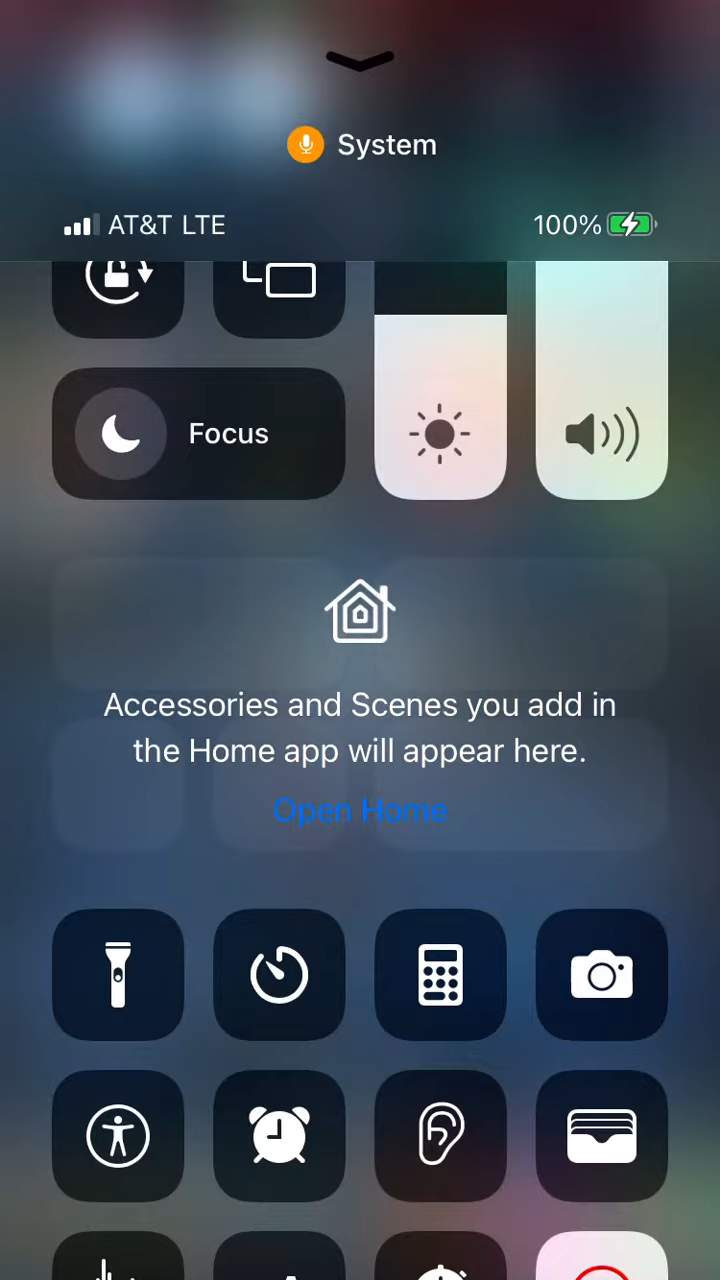 System
AT&T LTE 100%
Focus
Accessories and Scenes you add in
the Home app will appear here.
Open Home